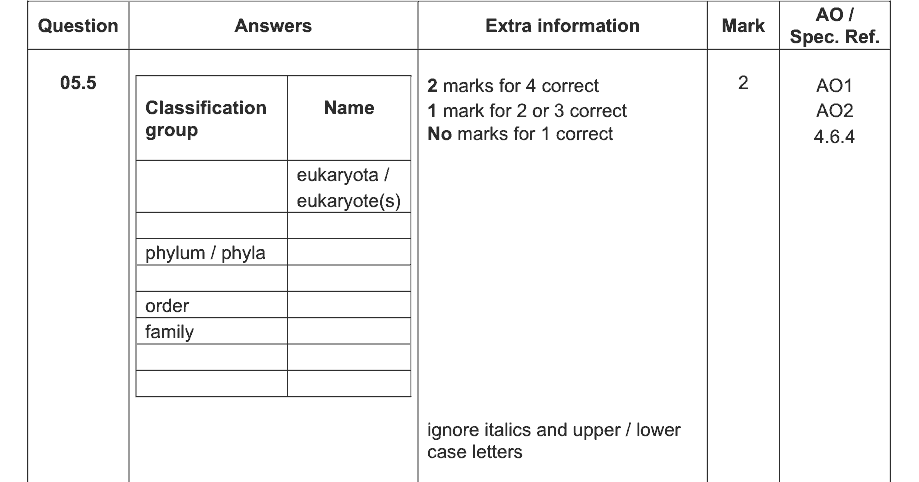 Question Answers Extra information Mark AO / Spec. Ref.
05.5
Classification group Name
eukaryota / eukaryote(s)
phylum / phyla
order
family
2 marks for 4 correct
1 mark for 2 or 3 correct
No marks for 1 correct
ignore italics and upper / lower
case letters
2
AO1
AO2
4.6.4